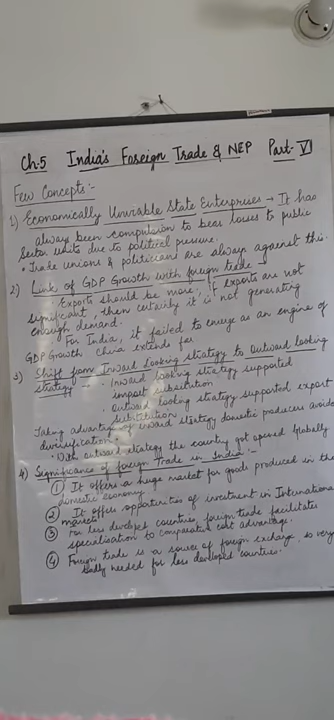 Ch.5 India's Foreign Trade & NEP Part-VI
Few Concepts:-
1) Economically Unviable State Enterprises → It has
always been compulsion to bear losses to public
Sector units due to political pressure.
• Trade unions & politicians are always against this.
2) Link of GDP Growth with foreign trade →
Exports should be more, If exports are not
significant, then certainly it is not generating
enough demand.
For India, it failed to emerge as an engine of
GDP Growth China extends far
3) Shift from Inward Looking strategy to Outward Looking
strategy -
• Inward looking strategy supported
import substitution
• Outward looking strategy supported export
substitution
Taking advantage of inward strategy domestic producers avoided
diversification.
• With outward strategy the country got opened Globally
4) Significance of foreign Trade in India :-
① It offers a huge market for goods produced in the
domestic economy.
② It offers opportunities of investment in International
markets.
③ For less developed countries, foreign trade facilitates
specialisation to comparative cost advantage.
④ Foreign trade is a source of foreign exchange, so very
badly needed for less developed countries.